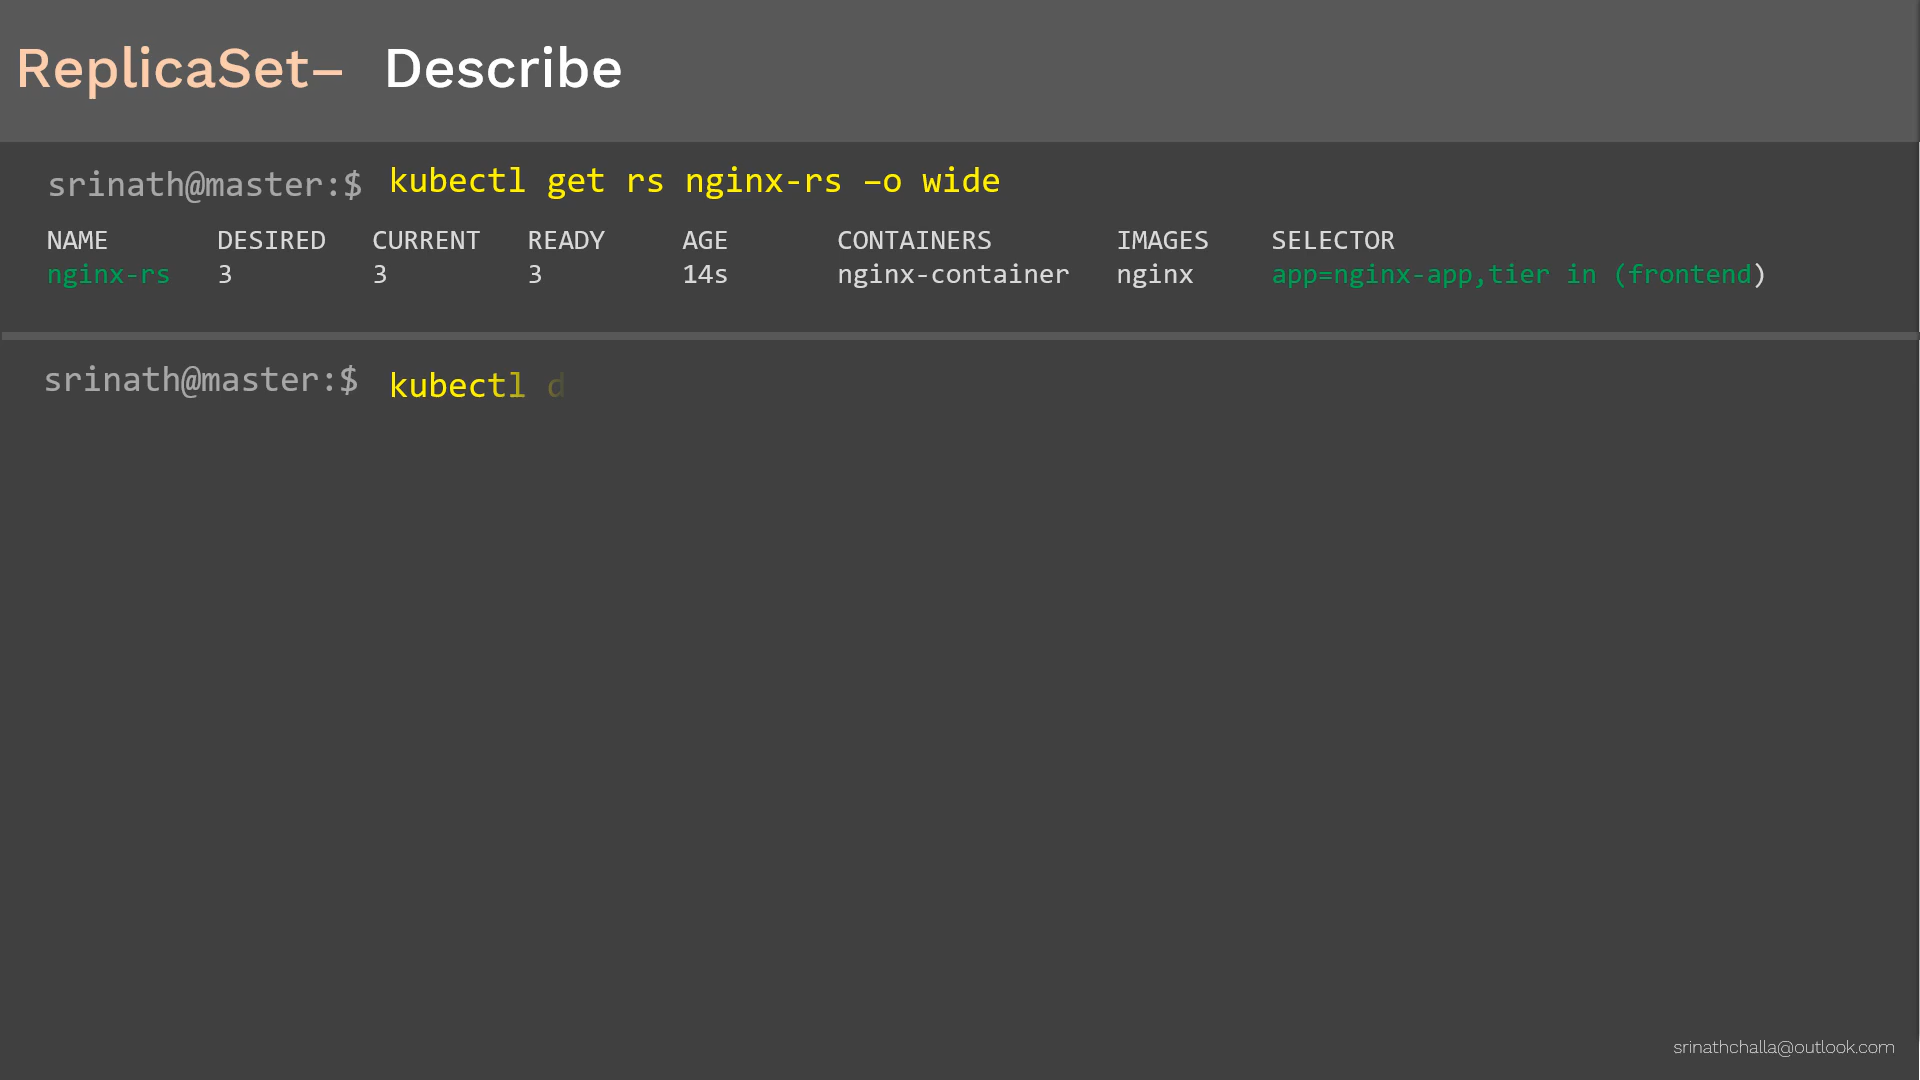 ReplicaSet– Describe
srinath@master:$ kubectl get rs nginx-rs –o wide
NAME DESIRED CURRENT READY AGE CONTAINERS IMAGES SELECTOR
nginx-rs 3 3 3 14s nginx-container nginx app=nginx-app,tier in (frontend)
srinath@master:$ kubectl d
srinathchalla@outlook.com